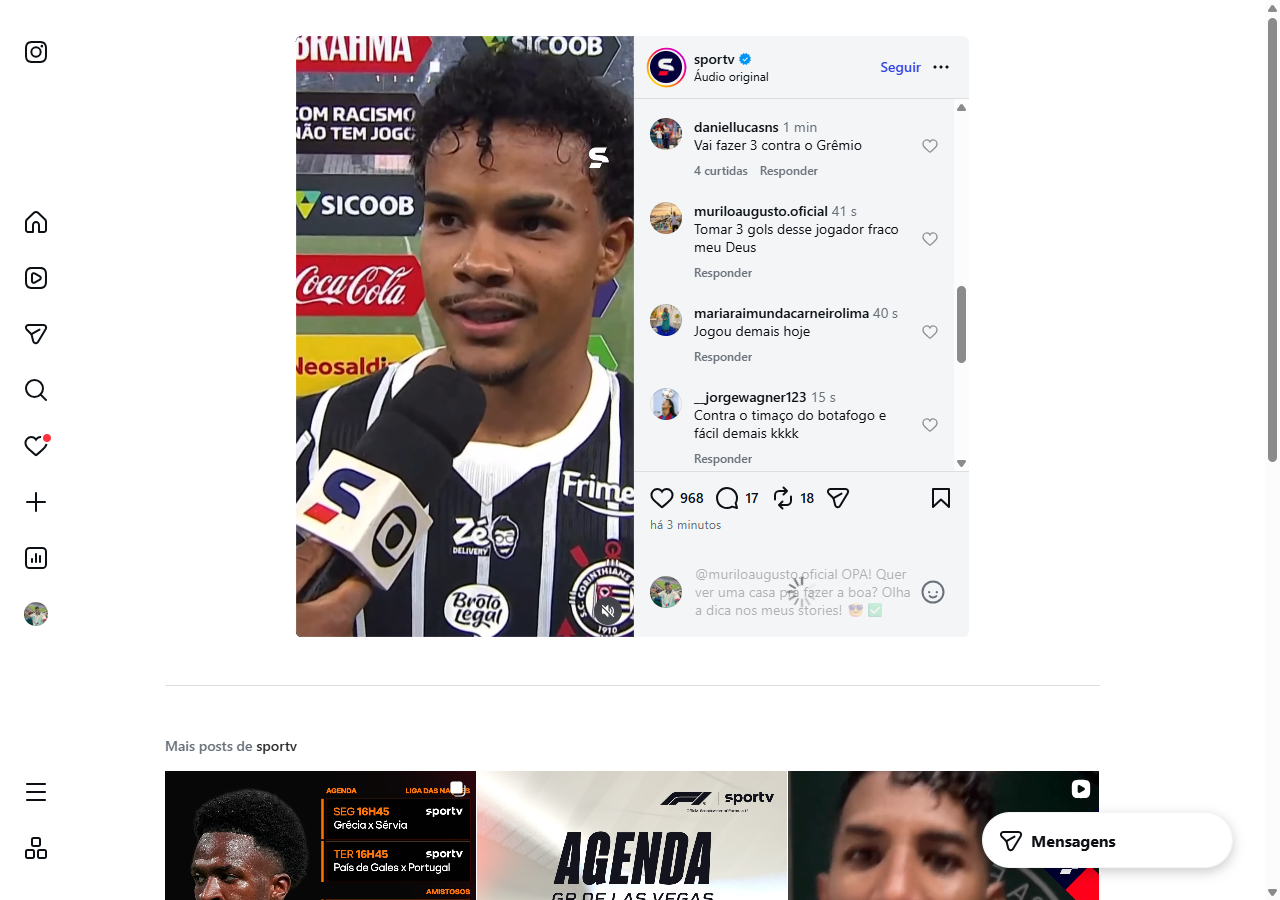 BRAHMA
SICOOB
COM RACISMO
NÃO TEM JOGO
SICOOB
Coca-Cola
Neosaldi
Frime
Zé
DELIVERY
Broto
Legal
S.C. CORINTHIANS
1910
sportv
Áudio original
Seguir
daniellucasns 1 min
Vai fazer 3 contra o Grêmio
4 curtidas Responder
muriloaugusto.oficial 41 s
Tomar 3 gols desse jogador fraco
meu Deus
Responder
mariaraimundacarneirolima 40 s
Jogou demais hoje
Responder
__jorgewagner123 15 s
Contra o timaço do botafogo e
fácil demais kkkk
Responder
968 17 18
há 3 minutos
@muriloaugusto.oficial OPA! Quer
ver uma casa pra fazer a boa? Olha
a dica nos meus stories! 😎 ✅
Mais posts de sportv
AGENDA
SEG 16H45 sportv
Grécia x Sérvia
TER 16H45 sportv
País de Gales x Portugal
AMISTOSOS
F1 sportv
AGENDA
GP DE LAS VEGAS
Mensagens